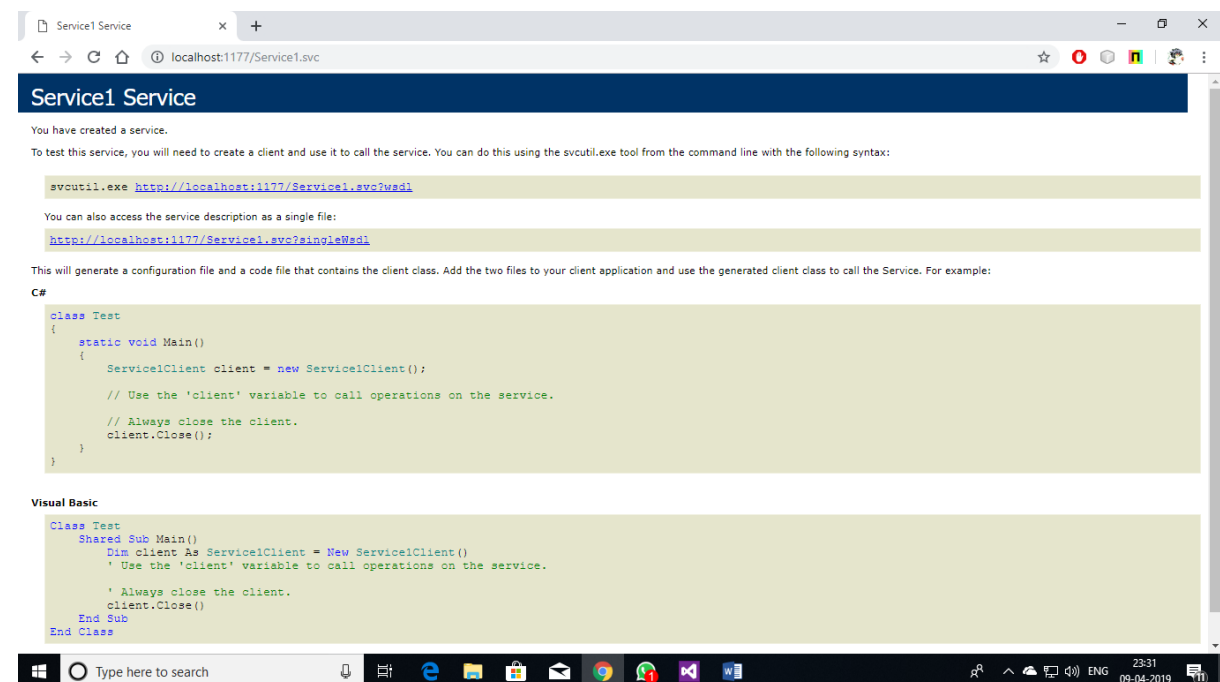 Service1 Service
localhost:1177/Service1.svc
Service1 Service
You have created a service.
To test this service, you will need to create a client and use it to call the service. You can do this using the svcutil.exe tool from the command line with the following syntax:
svcutil.exe http://localhost:1177/Service1.svc?wsdl
You can also access the service description as a single file:
http://localhost:1177/Service1.svc?singleWsdl
This will generate a configuration file and a code file that contains the client class. Add the two files to your client application and use the generated client class to call the Service. For example:
C#
class Test
{
    static void Main()
    {
        Service1Client client = new Service1Client();
        // Use the 'client' variable to call operations on the service.
        // Always close the client.
        client.Close();
    }
}
Visual Basic
Class Test
    Shared Sub Main()
        Dim client As Service1Client = New Service1Client()
        ' Use the 'client' variable to call operations on the service.
        ' Always close the client.
        client.Close()
    End Sub
End Class
Type here to search
ENG
23:31
09-04-2019